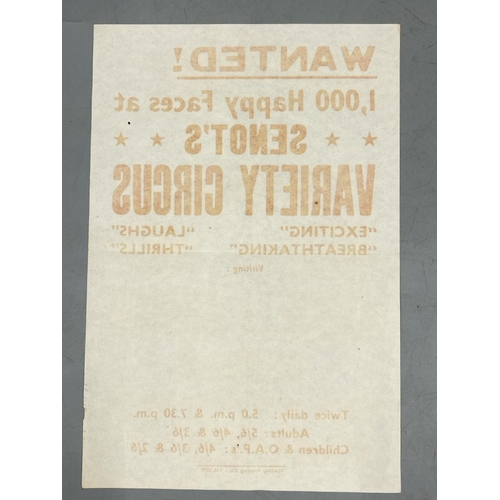 WANTED!
1,000 Happy Faces at
★ ★ SENOT'S ★ ★
VARIETY CIRCUS
"EXCITING" "LAUGHS"
"BREATHTAKING" "THRILLS"
Visiting :
Twice daily : 5.0 p.m. & 7.30 p.m.
Adults : 5/6, 4/6 & 3/6
Children & O.A.P.'s : 4/6, 3/6, & 2/6